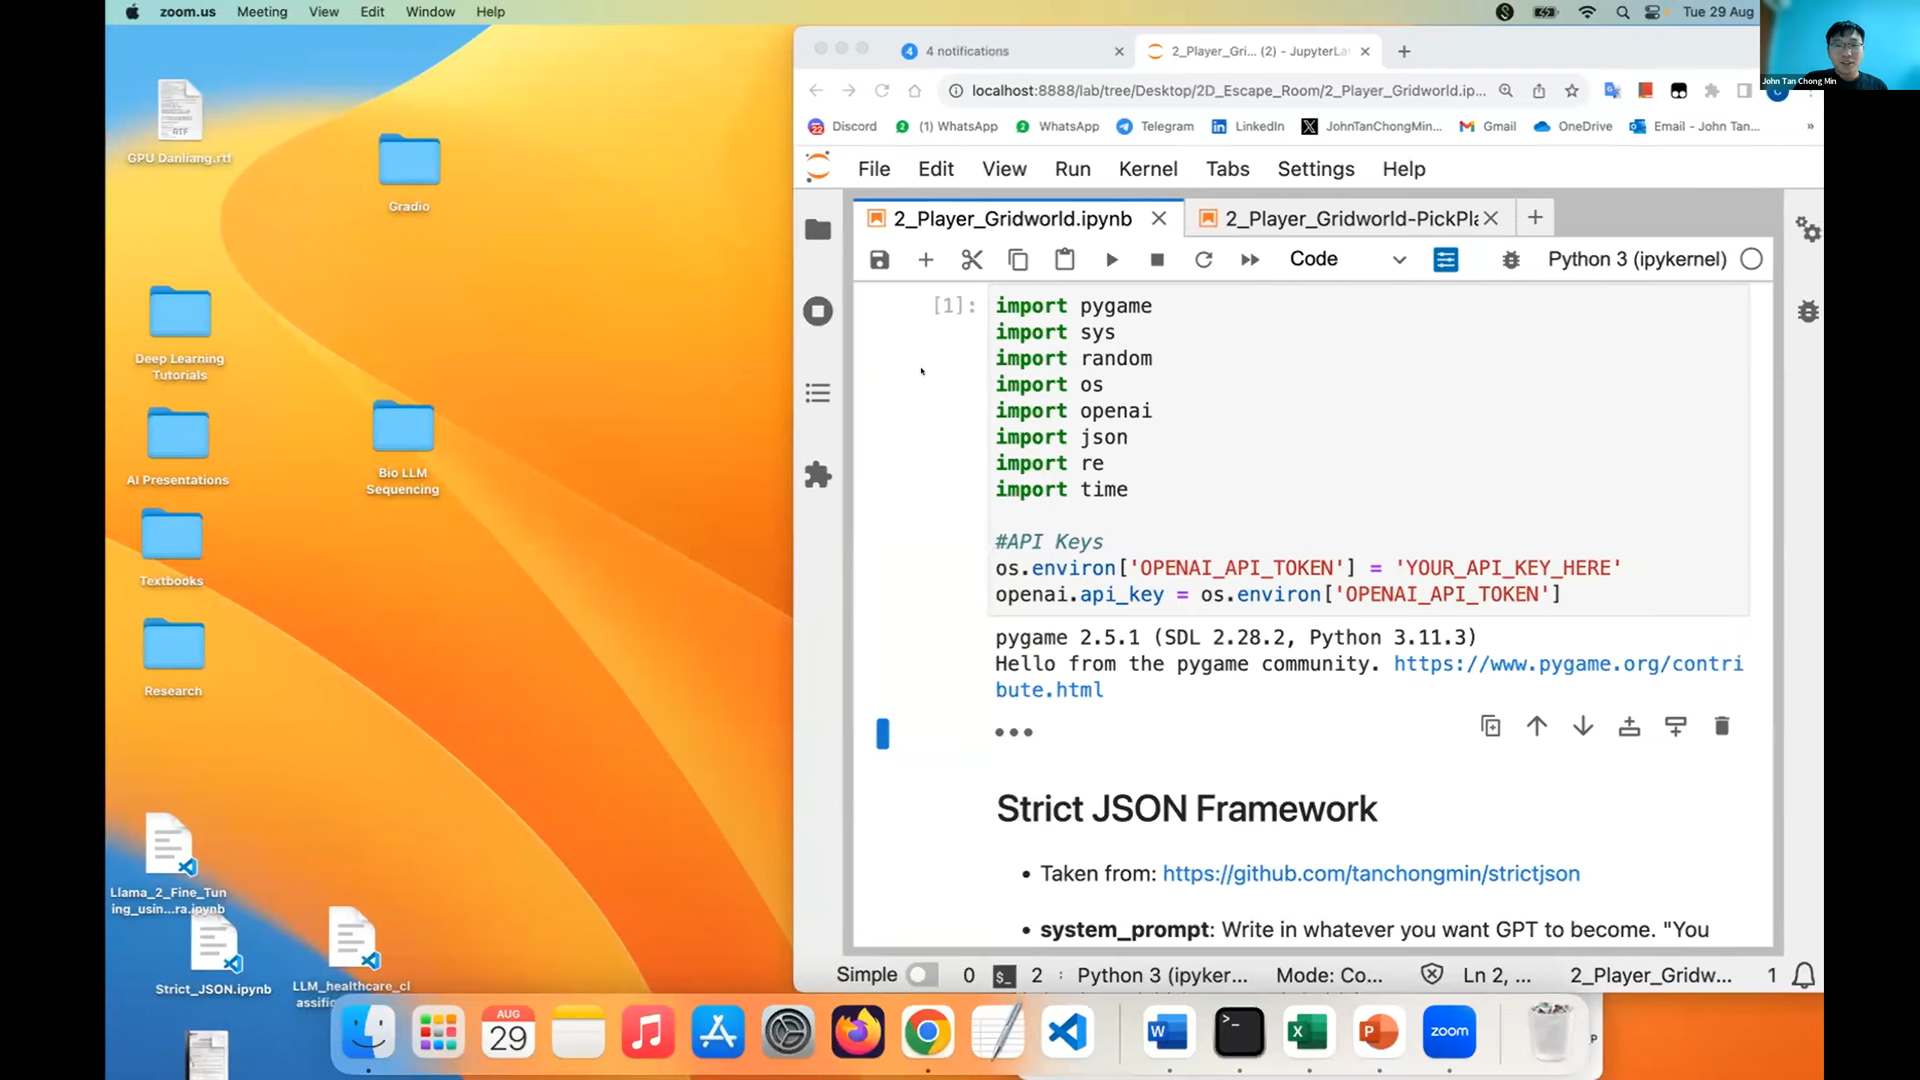 zoom.us Meeting View Edit Window Help
Tue 29 Aug
John Tan Chong Min
RTF
GPU Danliang.rtf
Gradio
Deep Learning
Tutorials
AI Presentations
Bio LLM
Sequencing
Textbooks
Research
Llama_2_Fine_Tun
ing_usin...ra.ipynb
Strict_JSON.ipynb
LLM_healthcare_cl
4 notifications
2_Player_Gri... (2) - JupyterLa
localhost:8888/lab/tree/Desktop/2D_Escape_Room/2_Player_Gridworld.ip...
Discord (1) WhatsApp WhatsApp Telegram LinkedIn JohnTanChongMin... Gmail OneDrive Email - John Tan... »
File Edit View Run Kernel Tabs Settings Help
2_Player_Gridworld.ipynb
2_Player_Gridworld-PickPla
Code
Python 3 (ipykernel)
[1]:
import pygame
import sys
import random
import os
import openai
import json
import re
import time
#API Keys
os.environ['OPENAI_API_TOKEN'] = 'YOUR_API_KEY_HERE'
openai.api_key = os.environ['OPENAI_API_TOKEN']
pygame 2.5.1 (SDL 2.28.2, Python 3.11.3)
Hello from the pygame community. https://www.pygame.org/contri
bute.html
Strict JSON Framework
• Taken from: https://github.com/tanchongmin/strictjson
• system_prompt: Write in whatever you want GPT to become. "You
Simple 0 $_ 2 Python 3 (ipyker... Mode: Co... Ln 2, ... 2_Player_Gridw... 1
AUG
29
zoom